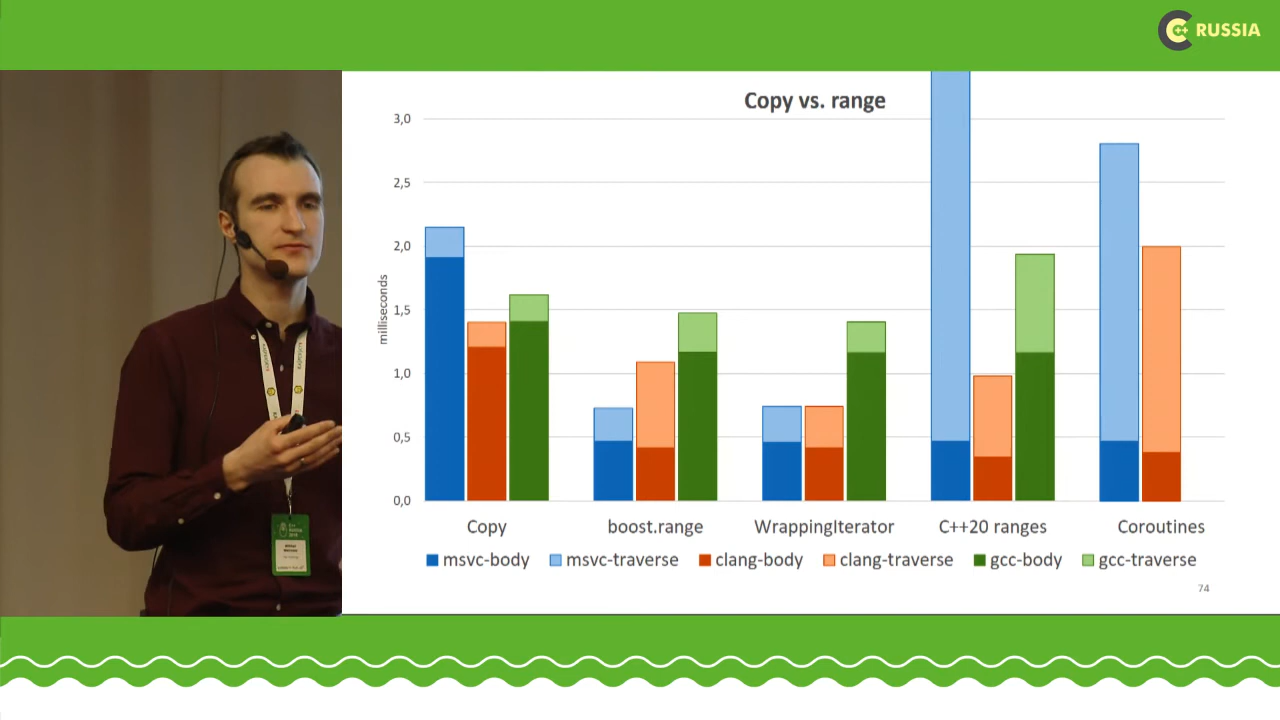 C++ RUSSIA
Copy vs. range
3,0
2,5
2,0
1,5
1,0
0,5
0,0
milliseconds
Copy boost.range WrappingIterator C++20 ranges Coroutines
msvc-body msvc-traverse clang-body clang-traverse gcc-body gcc-traverse
74